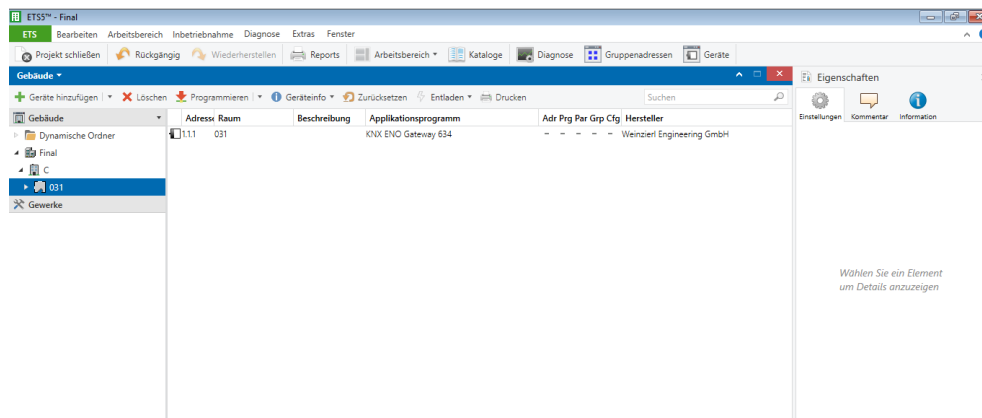 ETS5™ - Final
ETS Bearbeiten Arbeitsbereich Inbetriebnahme Diagnose Extras Fenster
Projekt schließen Rückgängig Wiederherstellen Reports Arbeitsbereich Kataloge Diagnose Gruppenadressen Geräte
Gebäude
Eigenschaften
Geräte hinzufügen Löschen Programmieren Geräteinfo Zurücksetzen Entladen Drucken Suchen
Einstellungen Kommentar Information
Gebäude
Dynamische Ordner
Final
C
031
Gewerke
Adresse Raum Beschreibung Applikationsprogramm Adr Prg Par Grp Cfg Hersteller
1.1.1 031 KNX ENO Gateway 634 – – – – – Weinzierl Engineering GmbH
Wählen Sie ein Element
um Details anzuzeigen